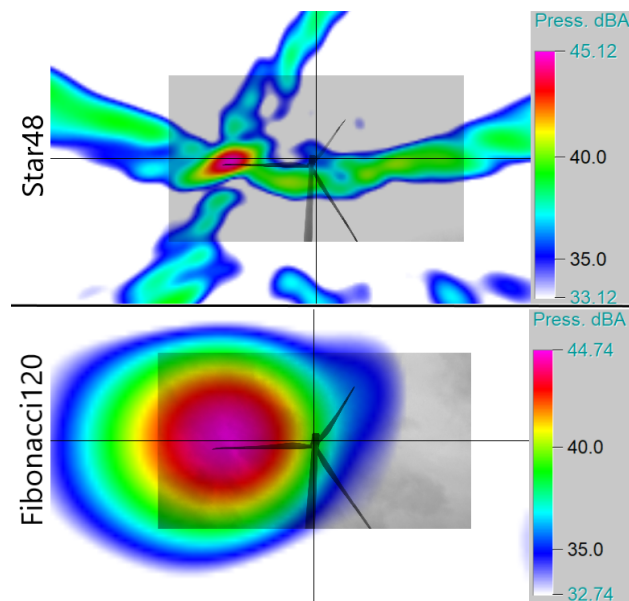 Press. dBA
45.12
40.0
35.0
33.12
Star48
Press. dBA
44.74
40.0
35.0
32.74
Fibonacci120